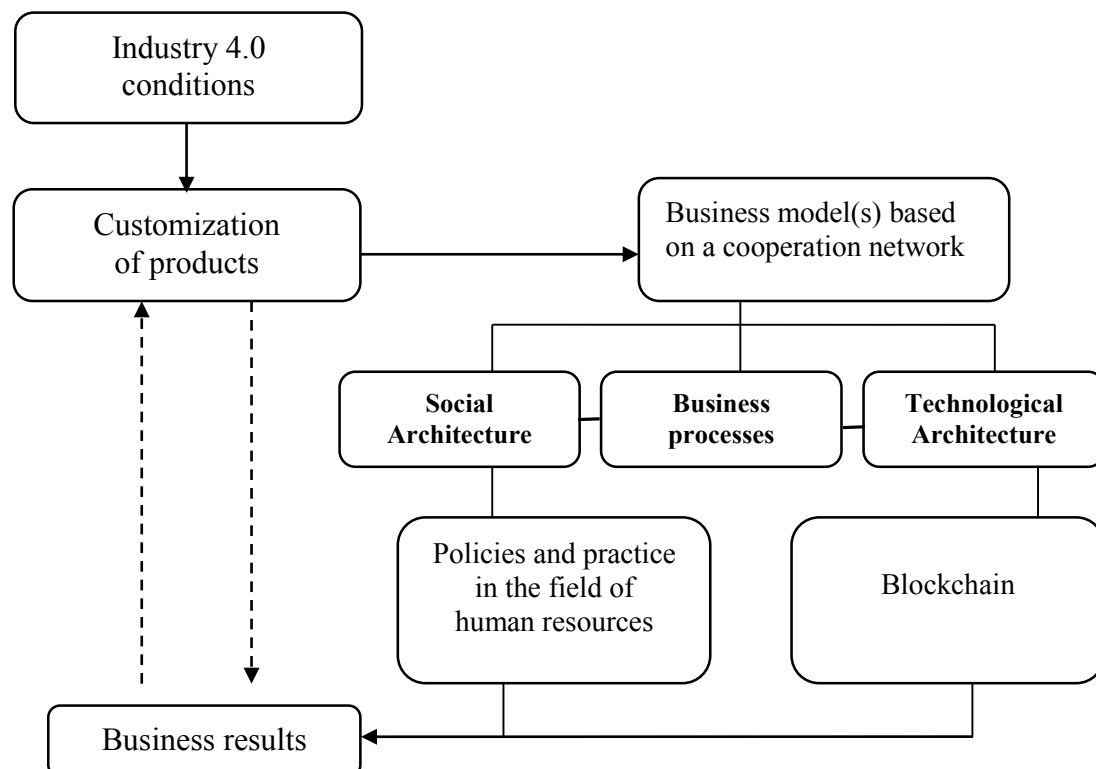 Industry 4.0
conditions
Customization
of products
Business model(s) based
on a cooperation network
Social
Architecture
Business
processes
Technological
Architecture
Policies and practice
in the field of
human resources
Blockchain
Business results